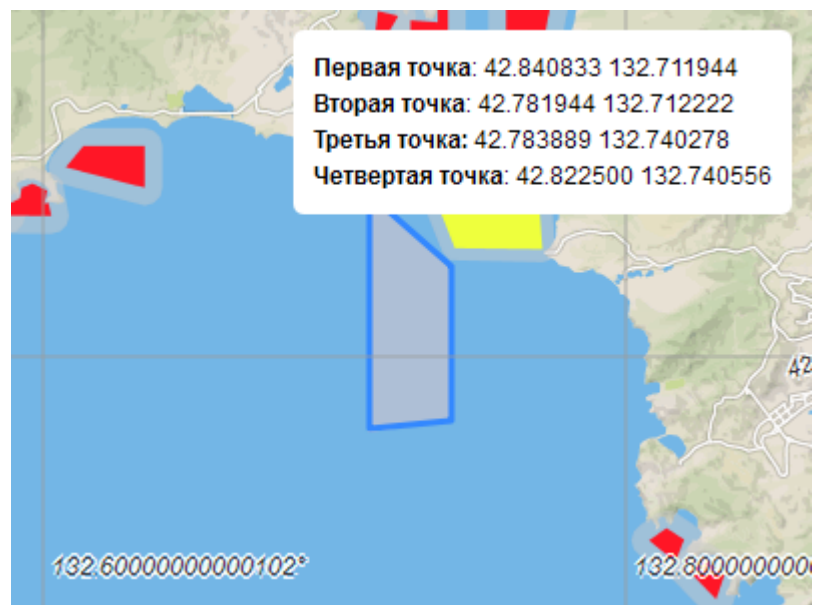 Первая точка: 42.840833 132.711944
Вторая точка: 42.781944 132.712222
Третья точка: 42.783889 132.740278
Четвертая точка: 42.822500 132.740556
42
132.600000000000102°
132.8000000000